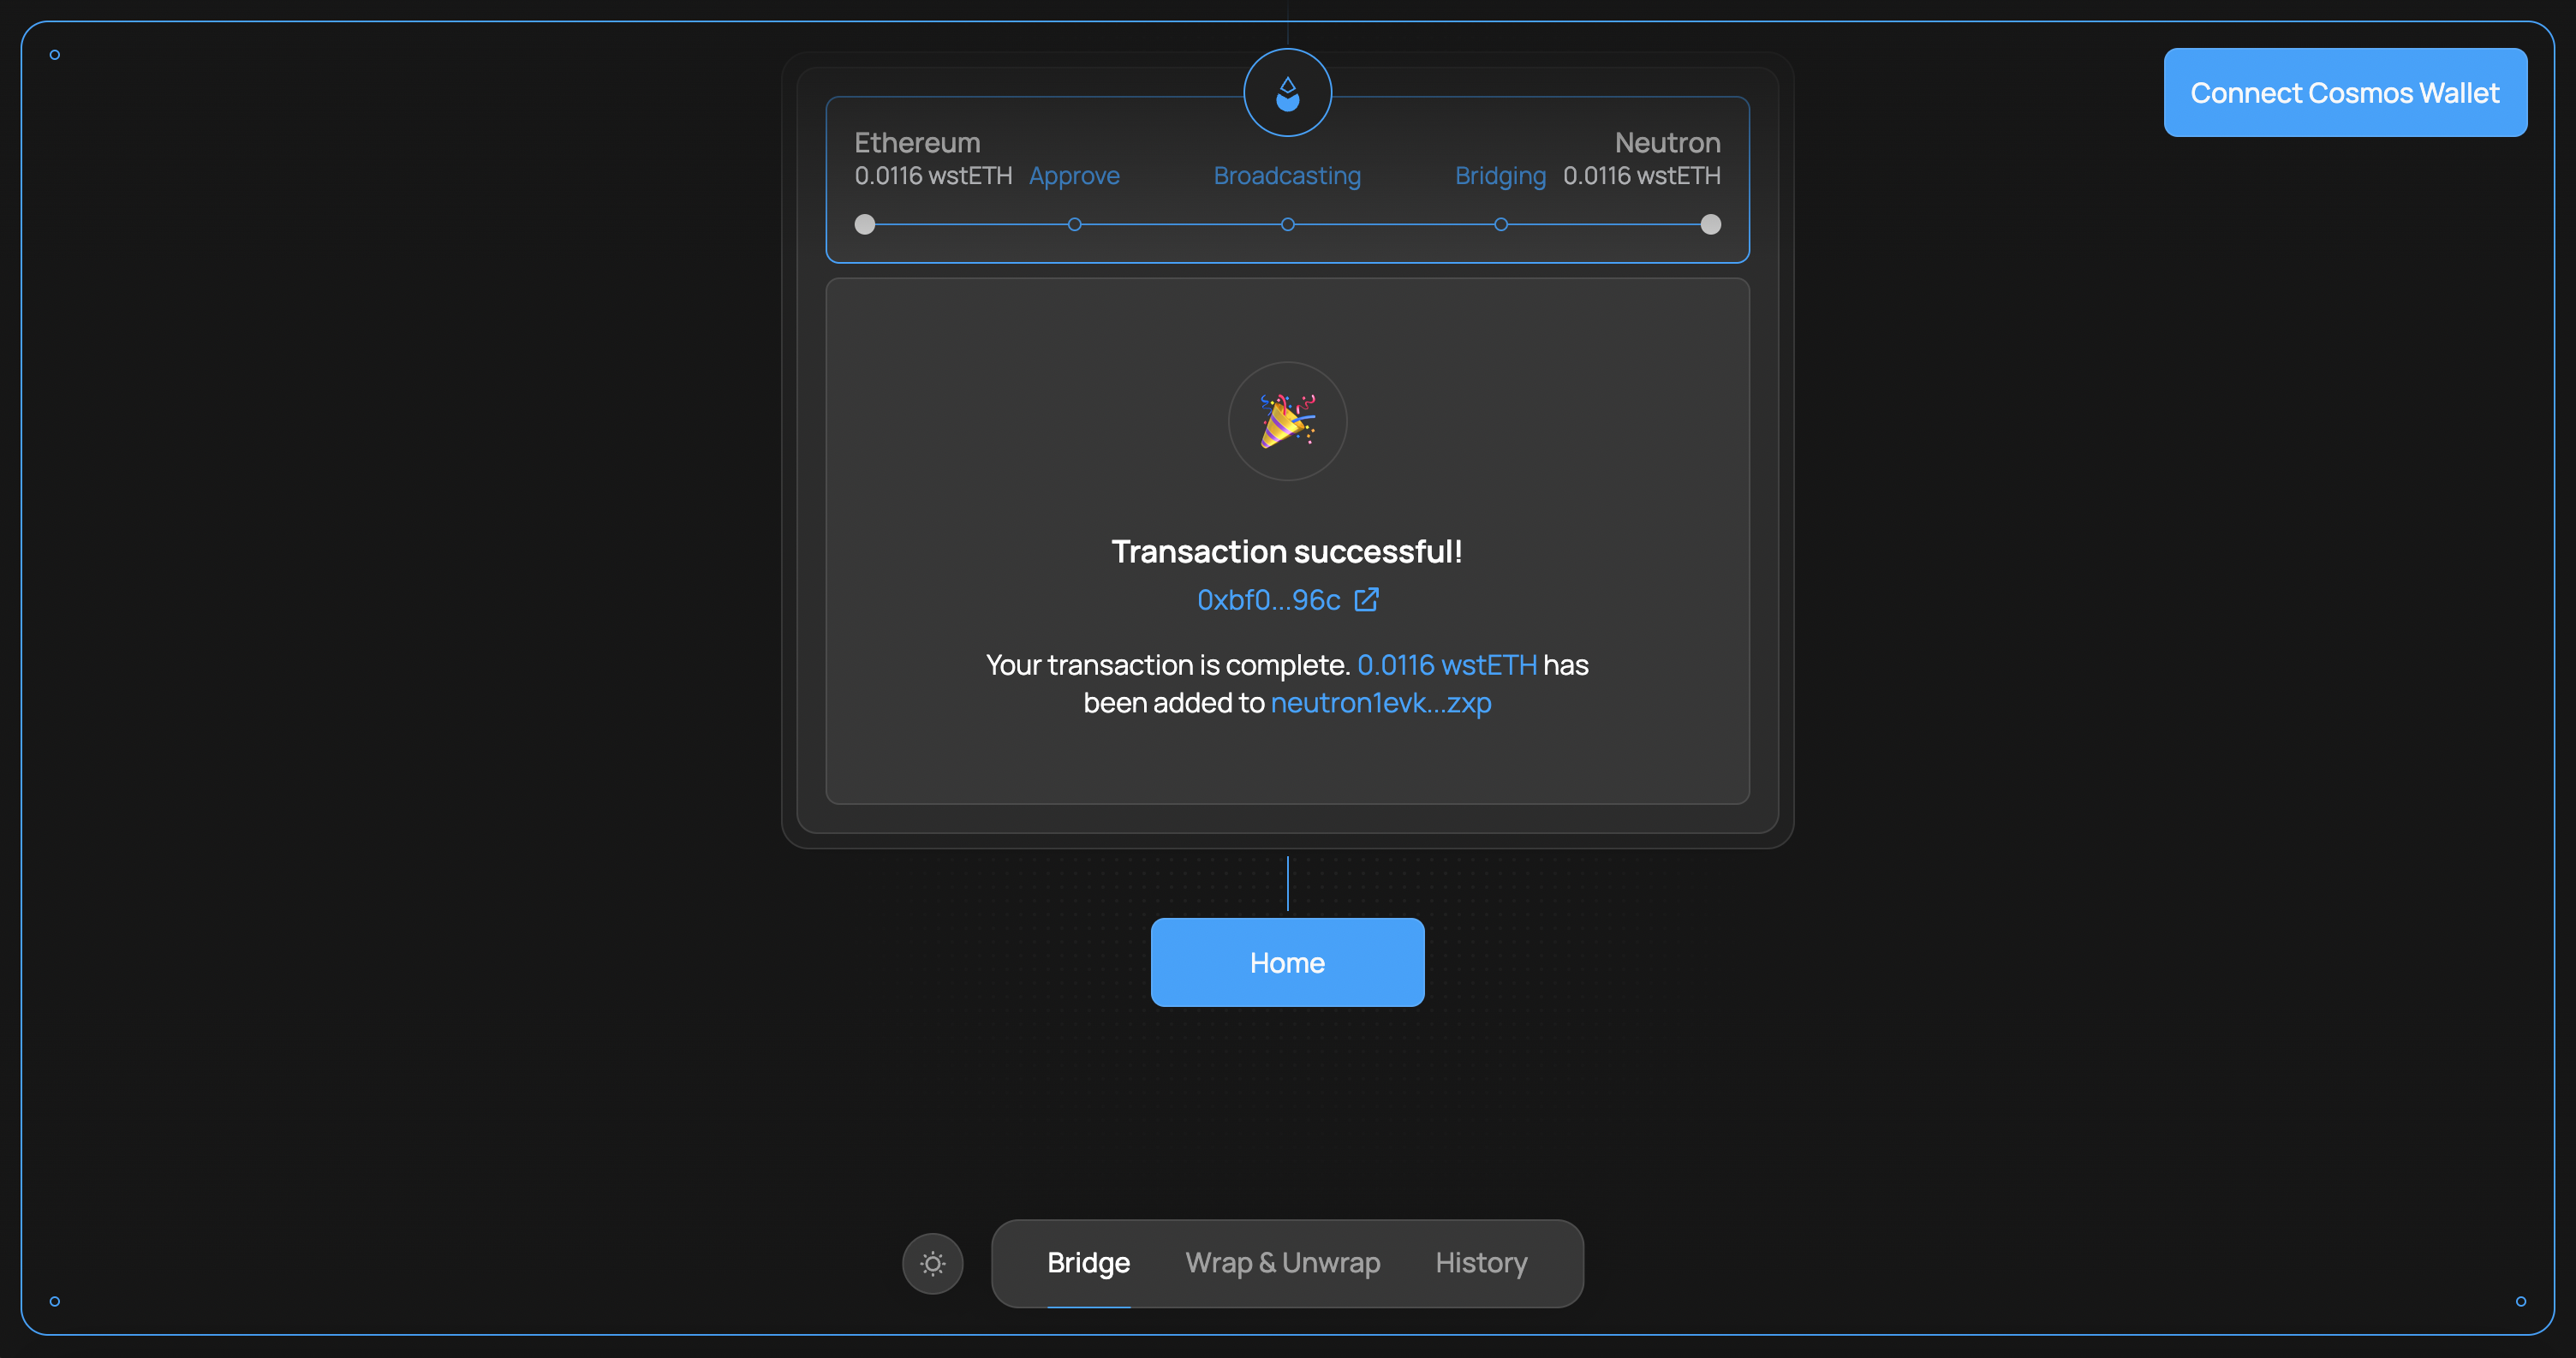 Connect Cosmos Wallet
Ethereum
Neutron
0.0116 wstETH Approve Broadcasting Bridging 0.0116 wstETH
Transaction successful!
0xbf0...96c
Your transaction is complete. 0.0116 wstETH has
been added to neutron1evk...zxp
Home
Bridge Wrap & Unwrap History